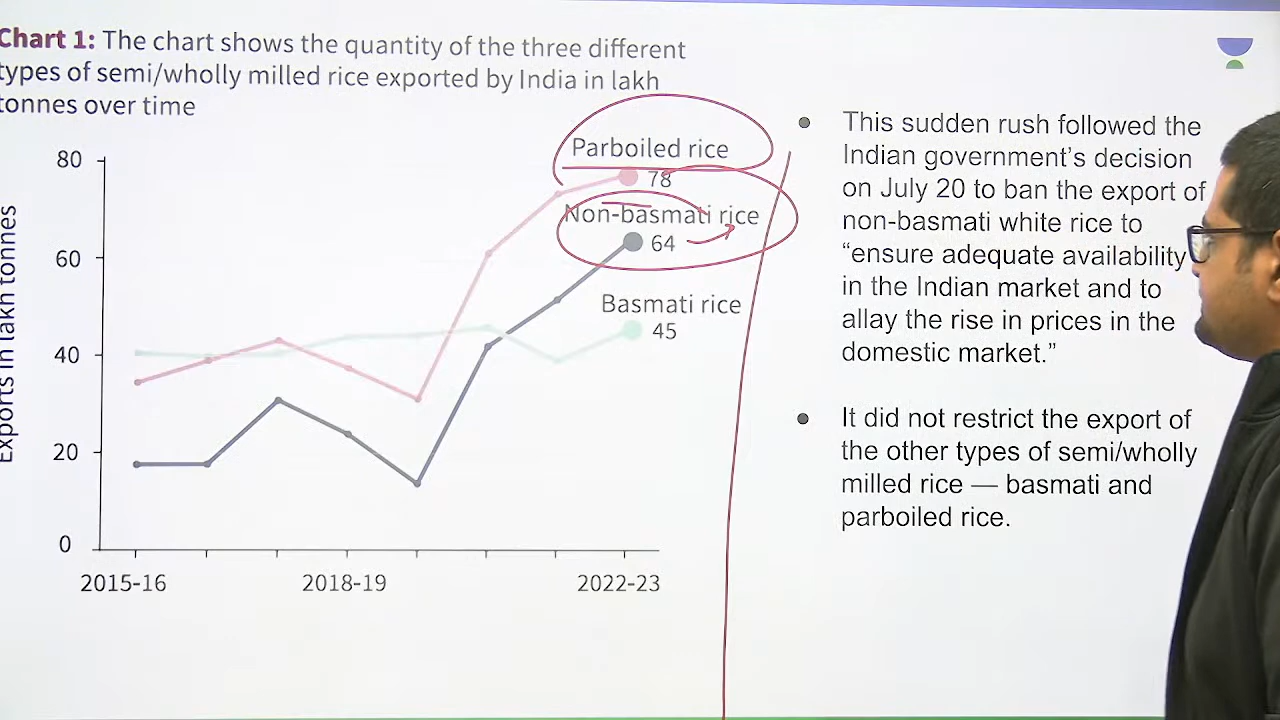 Chart 1: The chart shows the quantity of the three different
types of semi/wholly milled rice exported by India in lakh
tonnes over time
Exports in lakh tonnes
80
60
40
20
0
2015-16
2018-19
2022-23
Parboiled rice
78
Non-basmati rice
64
Basmati rice
45
• This sudden rush followed the
Indian government's decision
on July 20 to ban the export of
non-basmati white rice to
“ensure adequate availability
in the Indian market and to
allay the rise in prices in the
domestic market.”
• It did not restrict the export of
the other types of semi/wholly
milled rice — basmati and
parboiled rice.